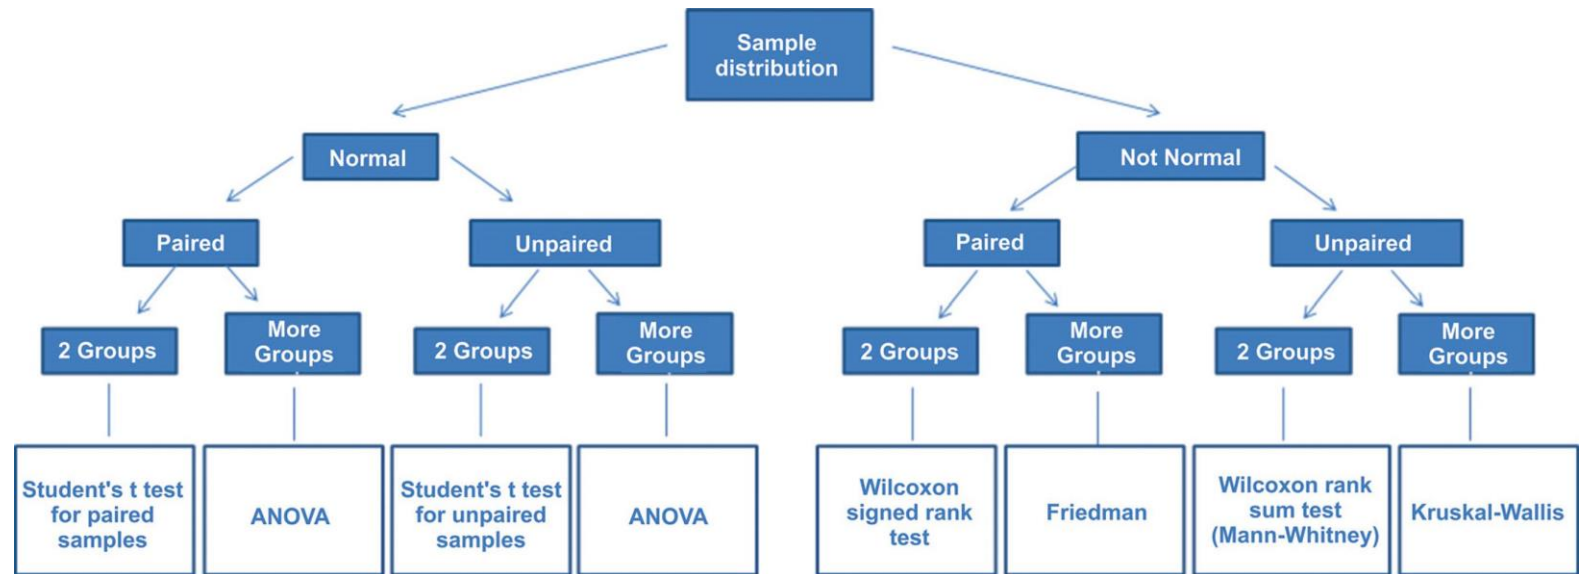 Sample
distribution
Normal
Not Normal
Paired
Unpaired
Paired
Unpaired
2 Groups
More
Groups
2 Groups
More
Groups
2 Groups
More
Groups
2 Groups
More
Groups
Student's t test
for paired
samples
ANOVA
Student's t test
for unpaired
samples
ANOVA
Wilcoxon
signed rank
test
Friedman
Wilcoxon rank
sum test
(Mann-Whitney)
Kruskal-Wallis